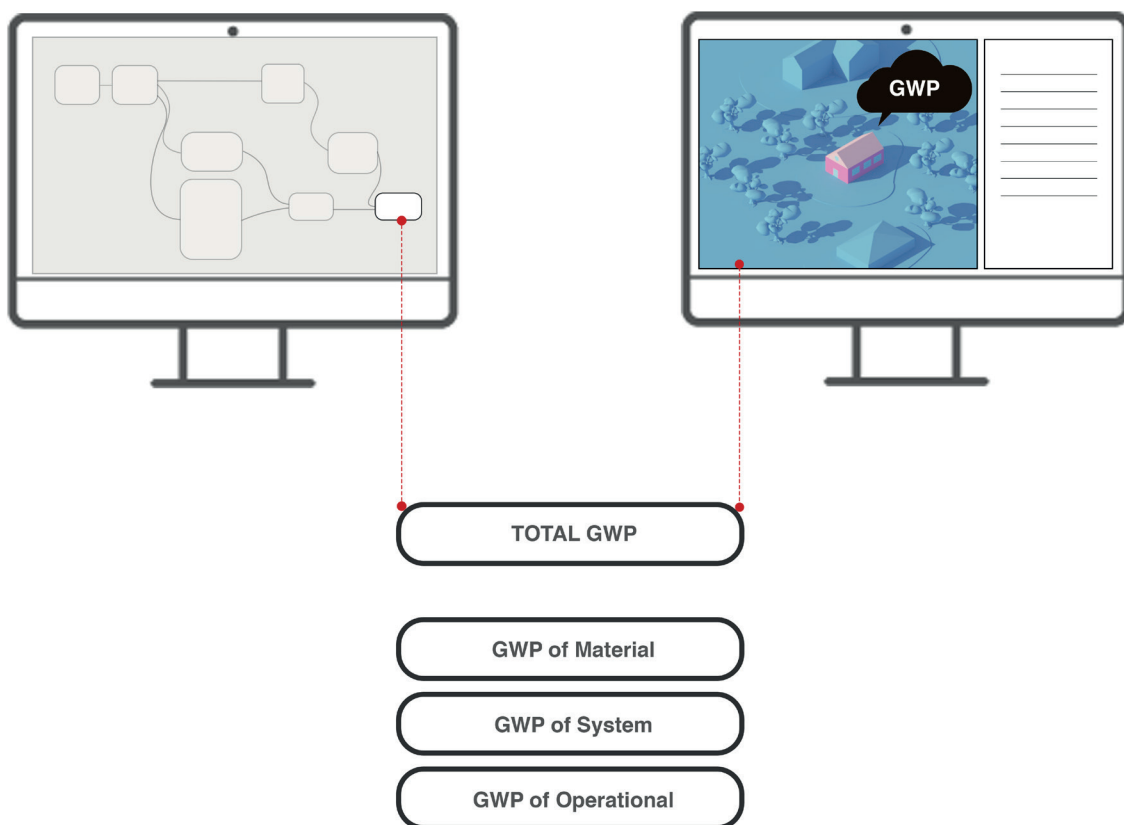 GWP
TOTAL GWP
GWP of Material
GWP of System
GWP of Operational